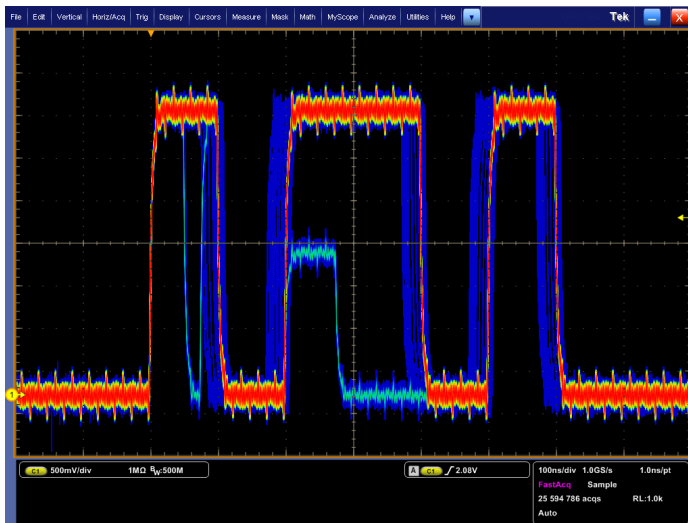 File Edit Vertical Horiz/Acq Trig Display Cursors Measure Mask Math MyScope Analyze Utilities Help Tek X
1
C1 500mV/div 1MΩ BW:500M
A C1 2.08V
100ns/div 1.0GS/s 1.0ns/pt
FastAcq Sample
25 594 786 acqs RL:1.0k
Auto